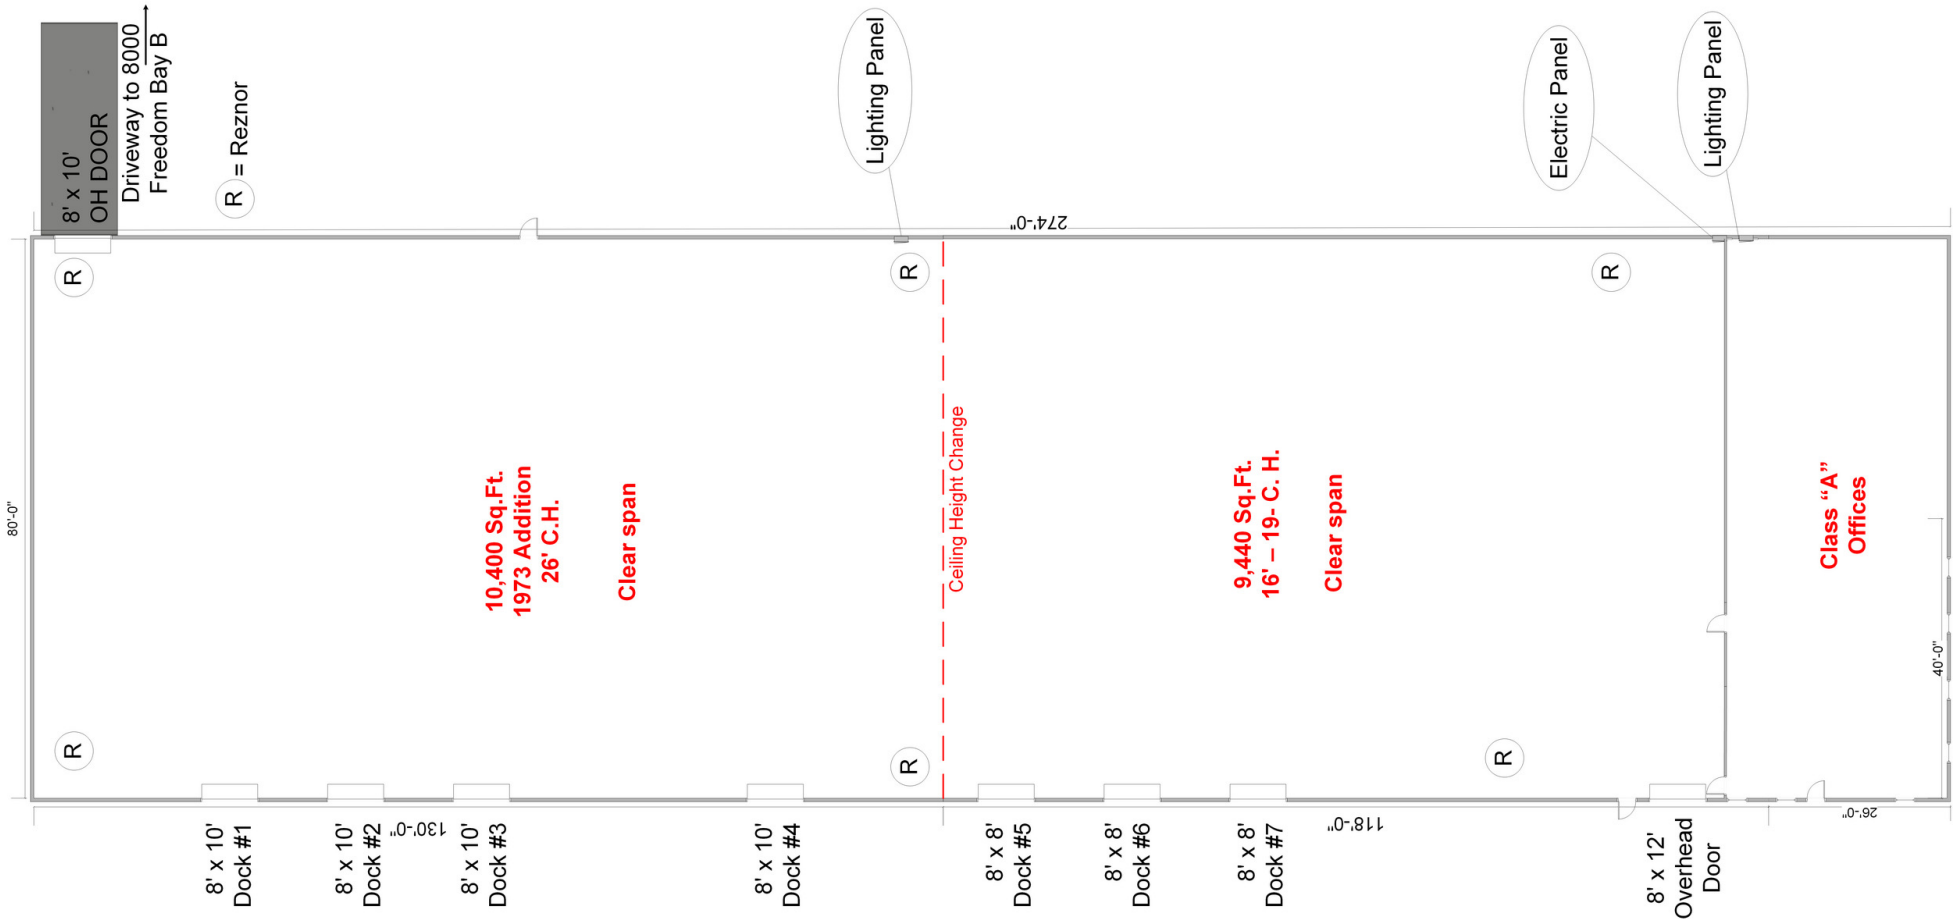 8' x 10'
OH DOOR
Driveway to 8000
Freedom Bay B
R = Reznor
Lighting Panel
Electric Panel
Lighting Panel
80'-0"
274'-0"
R
R
R
R
R
R
10,400 Sq.Ft.
1973 Addition
26' C.H.
Clear span
Ceiling Height Change
9,440 Sq.Ft.
16' – 19- C. H.
Clear span
Class “A”
Offices
40'-0"
130'-0"
118'-0"
26'-0"
8' x 10'
Dock #1
8' x 10'
Dock #2
8' x 10'
Dock #3
8' x 10'
Dock #4
8' x 8'
Dock #5
8' x 8'
Dock #6
8' x 8'
Dock #7
8' x 12'
Overhead
Door